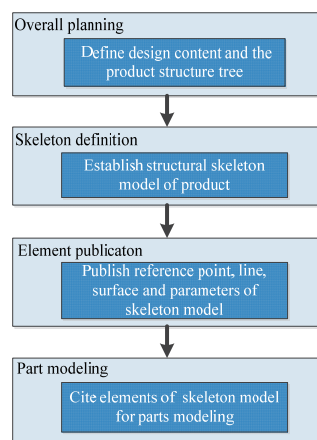 Overall planning
Define design content and the
product structure tree
Skeleton definition
Establish structural skeleton
model of product
Element publicaton
Publish reference point, line,
surface and parameters of
skeleton model
Part modeling
Cite elements of skeleton model
for parts modeling